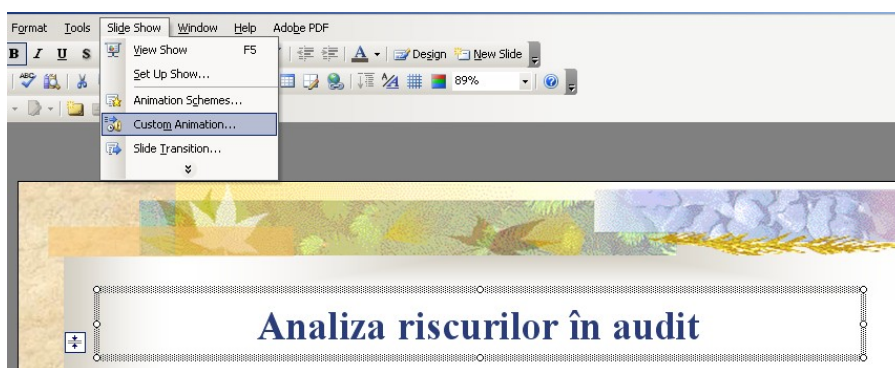 Format Tools Slide Show Window Help Adobe PDF
B I U S A Design New Slide
ABC 89%
View Show F5
Set Up Show...
Animation Schemes...
Custom Animation...
Slide Transition...
Analiza riscurilor în audit